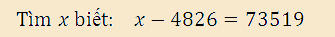 Tìm x biết: x − 4826 = 73519